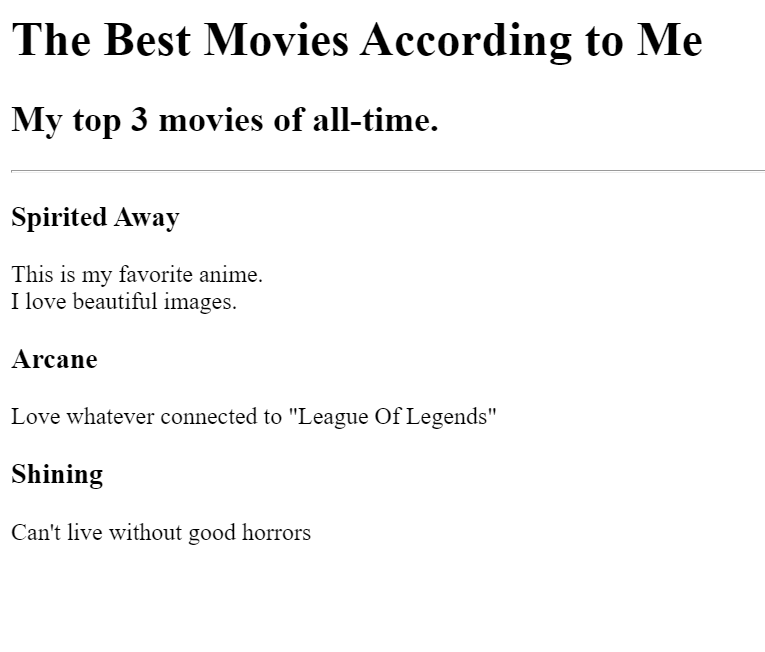 The Best Movies According to Me
My top 3 movies of all-time.
Spirited Away
This is my favorite anime.
I love beautiful images.
Arcane
Love whatever connected to "League Of Legends"
Shining
Can't live without good horrors